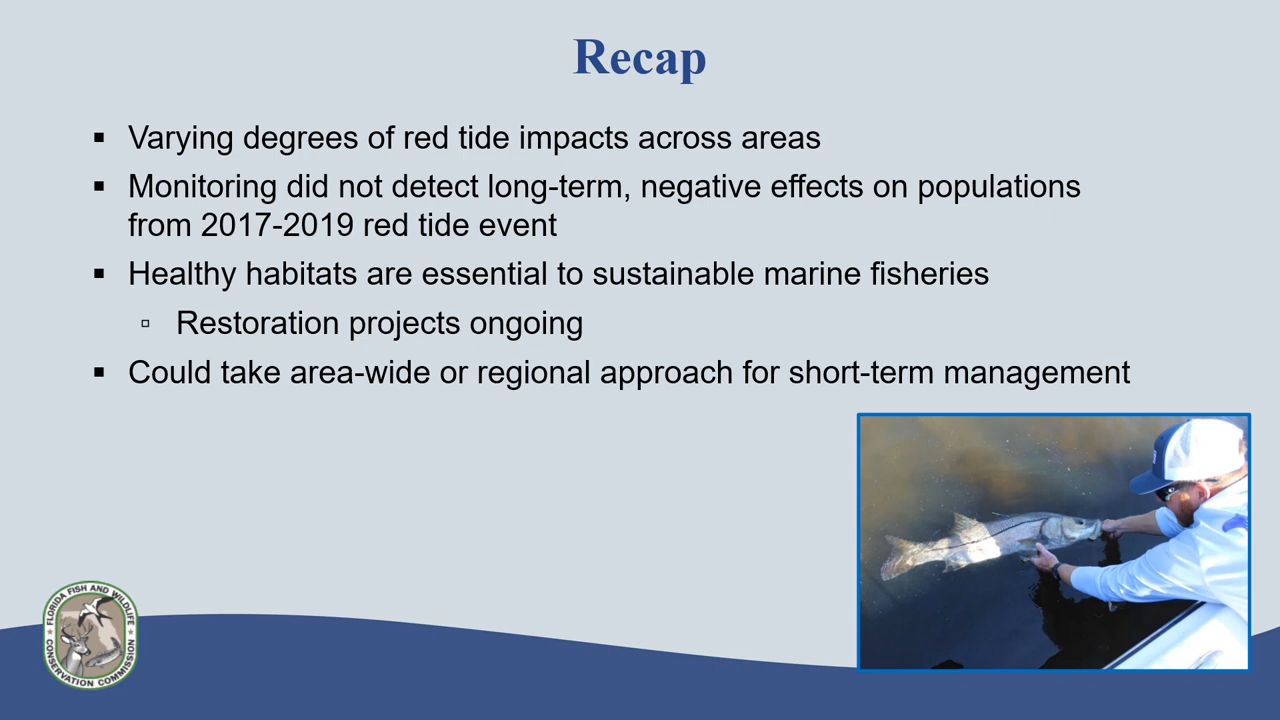 Recap
▪ Varying degrees of red tide impacts across areas
▪ Monitoring did not detect long-term, negative effects on populations
from 2017-2019 red tide event
▪ Healthy habitats are essential to sustainable marine fisheries
▫ Restoration projects ongoing
▪ Could take area-wide or regional approach for short-term management
FLORIDA FISH AND WILDLIFE
CONSERVATION COMMISSION